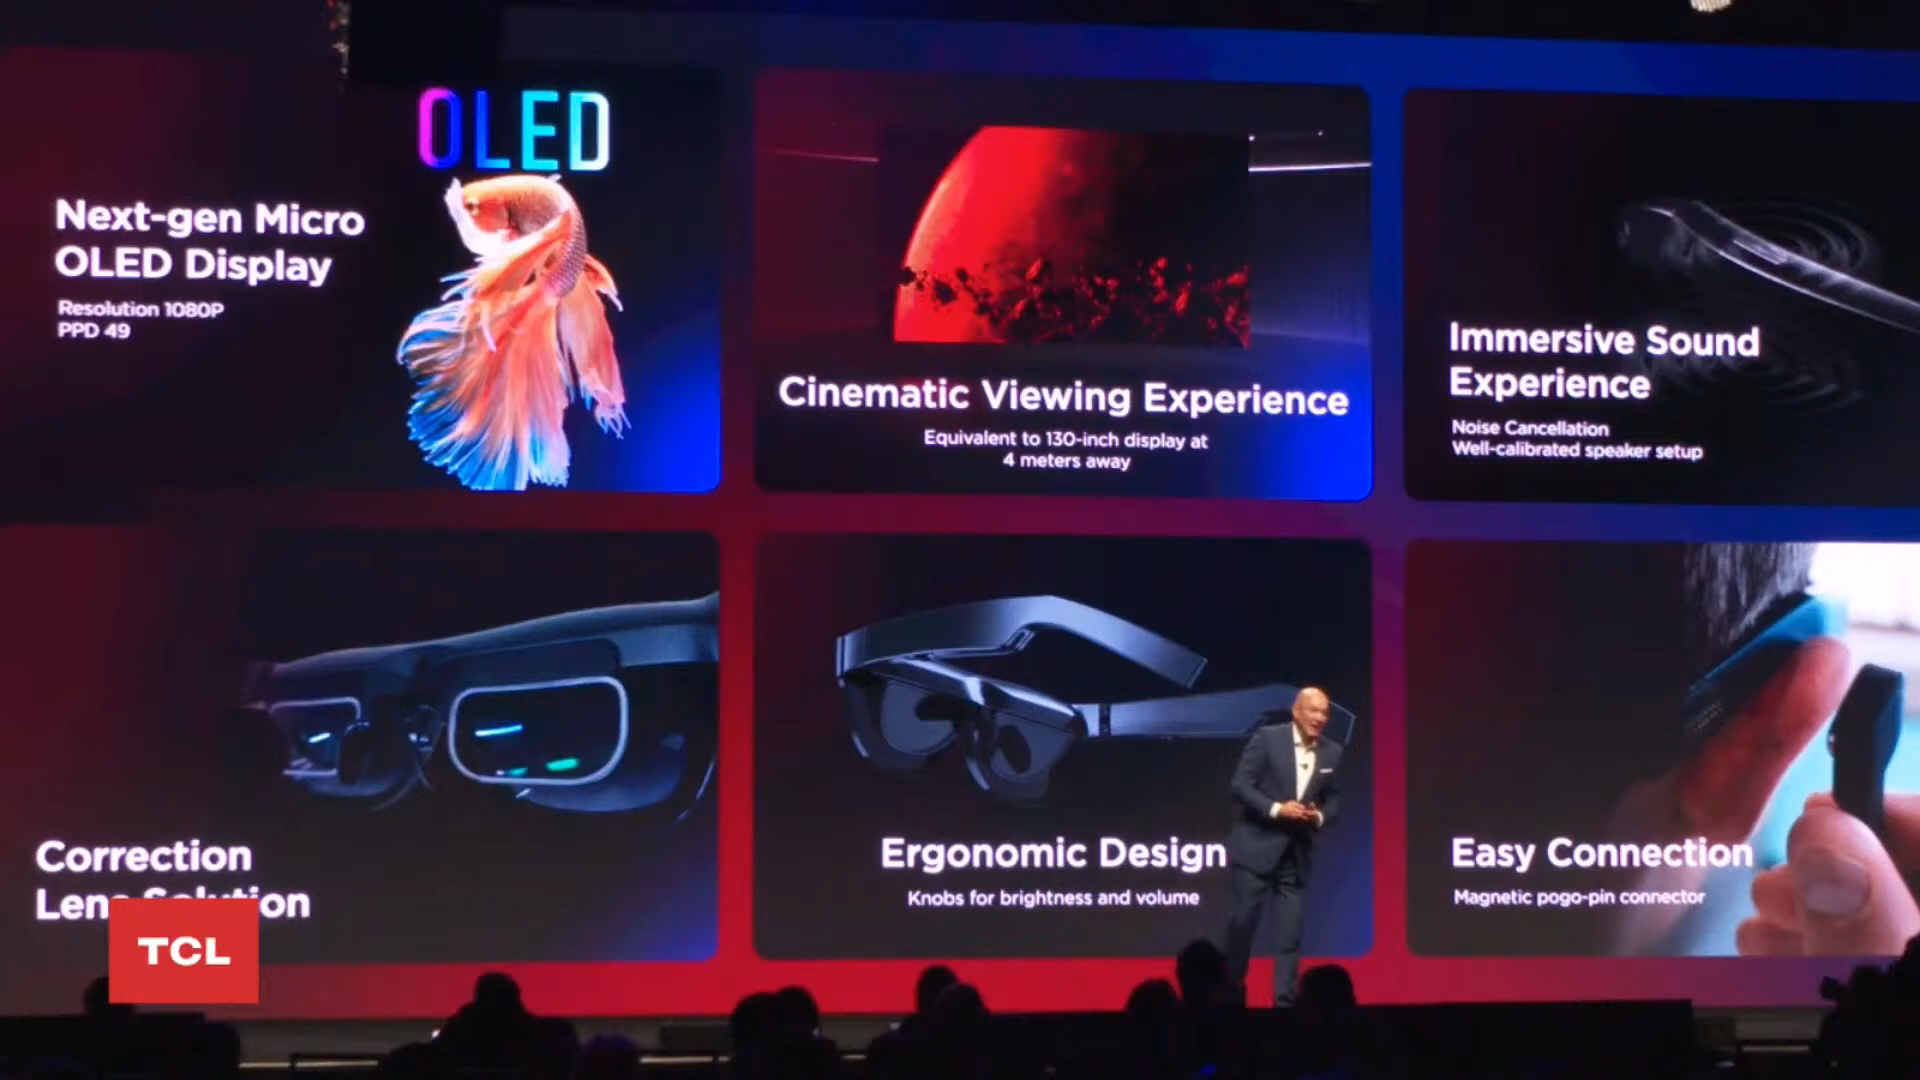 OLED
Next-gen Micro
OLED Display
Resolution 1080P
PPD 49
Cinematic Viewing Experience
Equivalent to 130-inch display at
4 meters away
Immersive Sound
Experience
Noise Cancellation
Well-calibrated speaker setup
Correction
Lens Solution
Ergonomic Design
Knobs for brightness and volume
Easy Connection
Magnetic pogo-pin connector
TCL